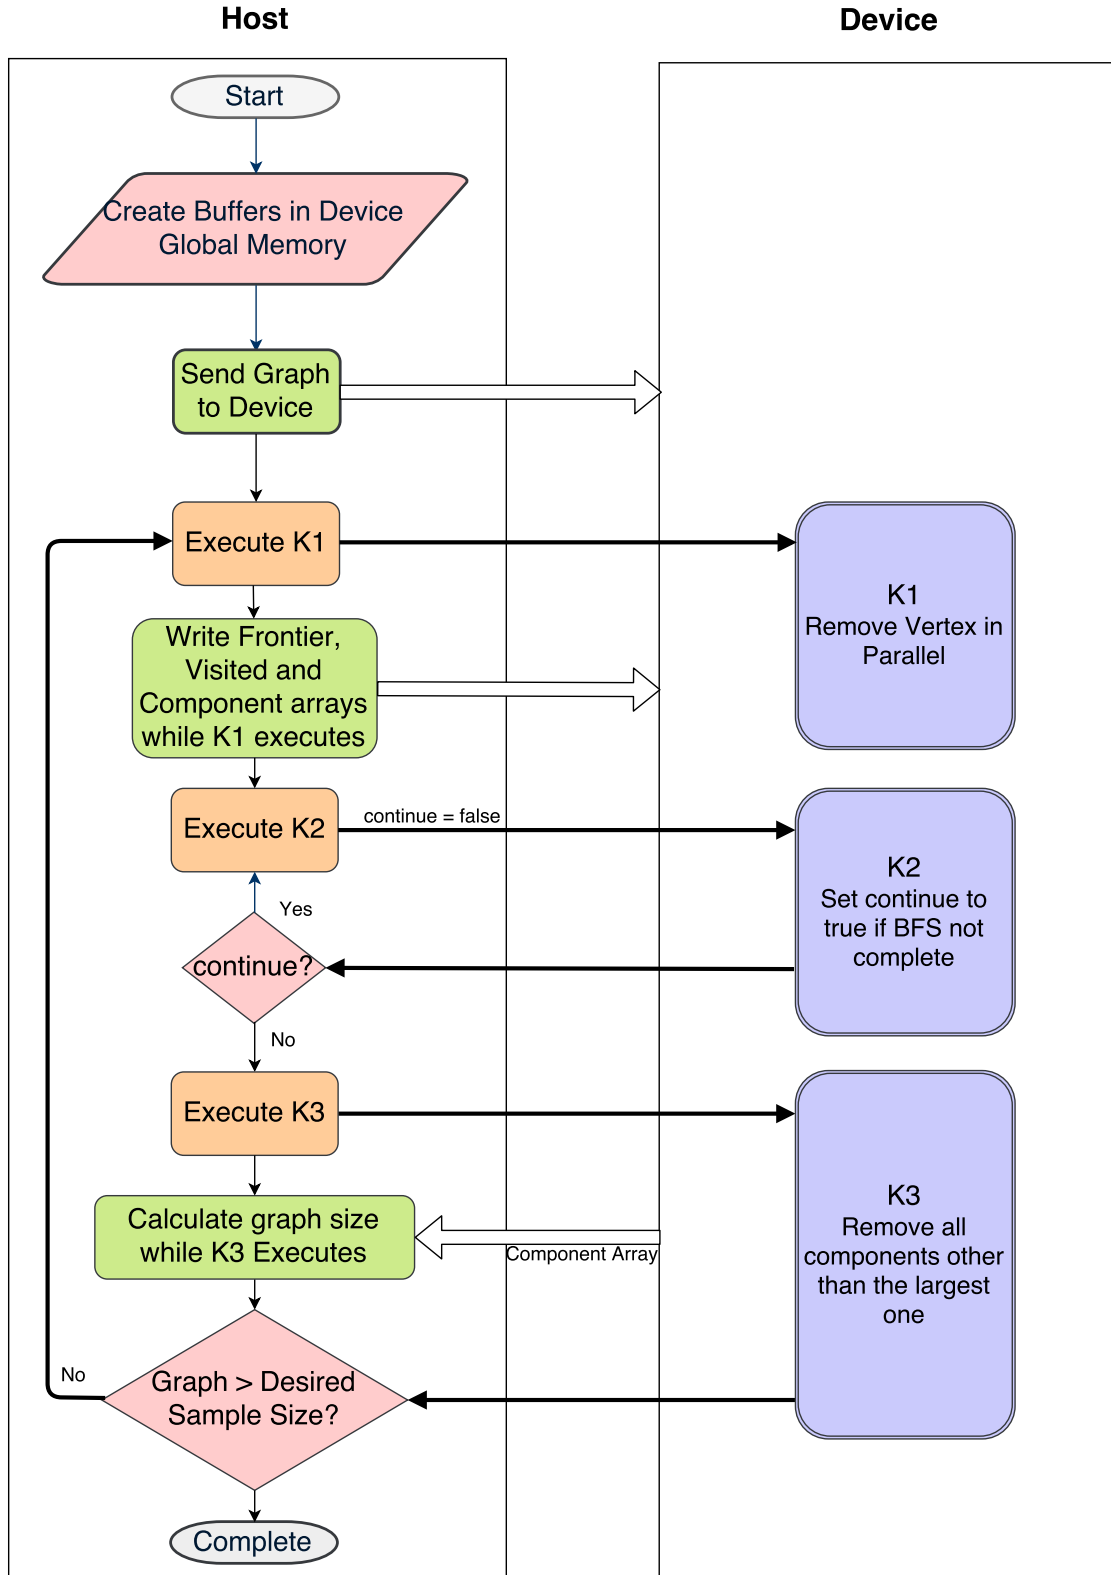 Host
Device
Start
Create Buffers in Device
Global Memory
Send Graph
to Device
Execute K1
K1
Remove Vertex in
Parallel
Write Frontier,
Visited and
Component arrays
while K1 executes
Execute K2
continue = false
K2
Set continue to
true if BFS not
complete
Yes
continue?
No
Execute K3
K3
Remove all
components other
than the largest
one
Calculate graph size
while K3 Executes
Component Array
No
Graph > Desired
Sample Size?
Complete